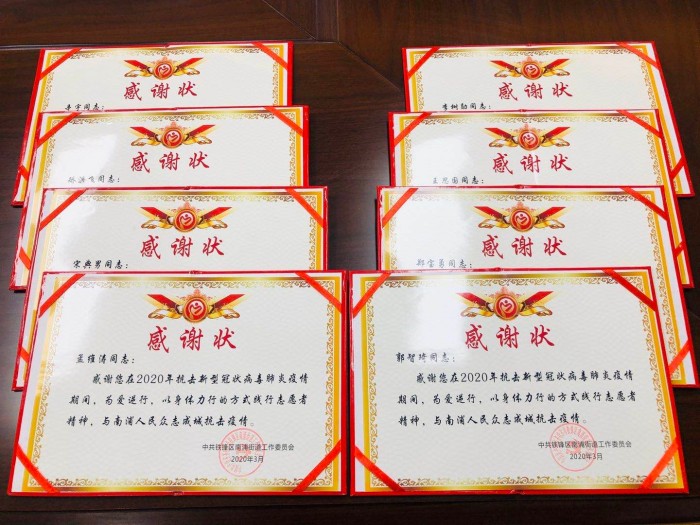 感谢状
辛宇同志：
感谢状
感谢状
宋典男同志：
感谢状
孟维涛同志：
感谢您在2020年抗击新型冠状病毒肺炎疫情
期间，为爱逆行，以身体力行的方式践行志愿者
精神，与南浦人民众志成城抗击疫情。
中共铁锋区南浦街道工作委员会
2020年3月
感谢状
李树勋同志：
感谢状
感谢状
郑宝勇同志：
感谢状
郭智琦同志：
感谢您在2020年抗击新型冠状病毒肺炎疫情
期间，为爱逆行，以身体力行的方式践行志愿者
精神，与南浦人民众志成城抗击疫情。
中共铁锋区南浦街道工作委员会
2020年3月